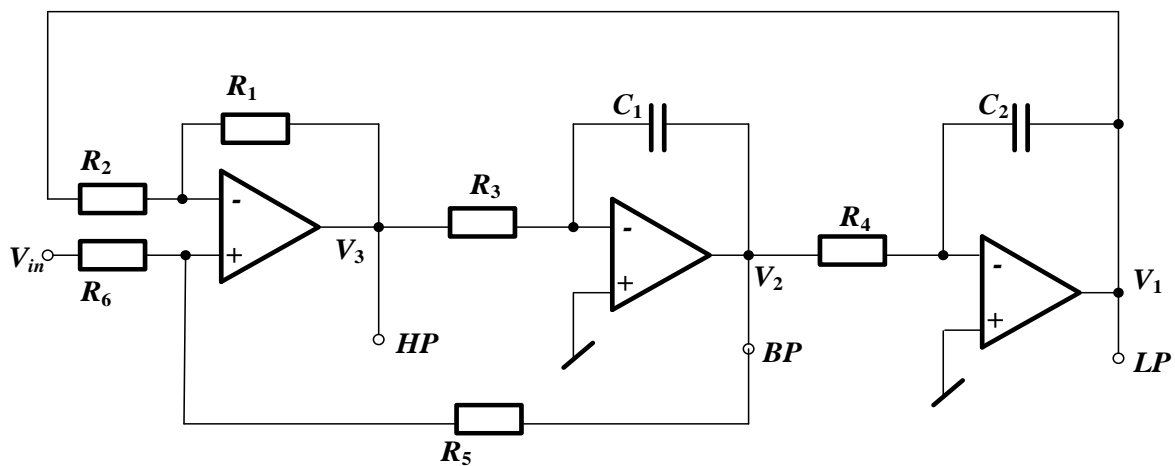 R1
C1
C2
R2
-
R3
-
R4
Vin
+
V3
-
R6
+
V2
V1
HP
BP
+
LP
R5